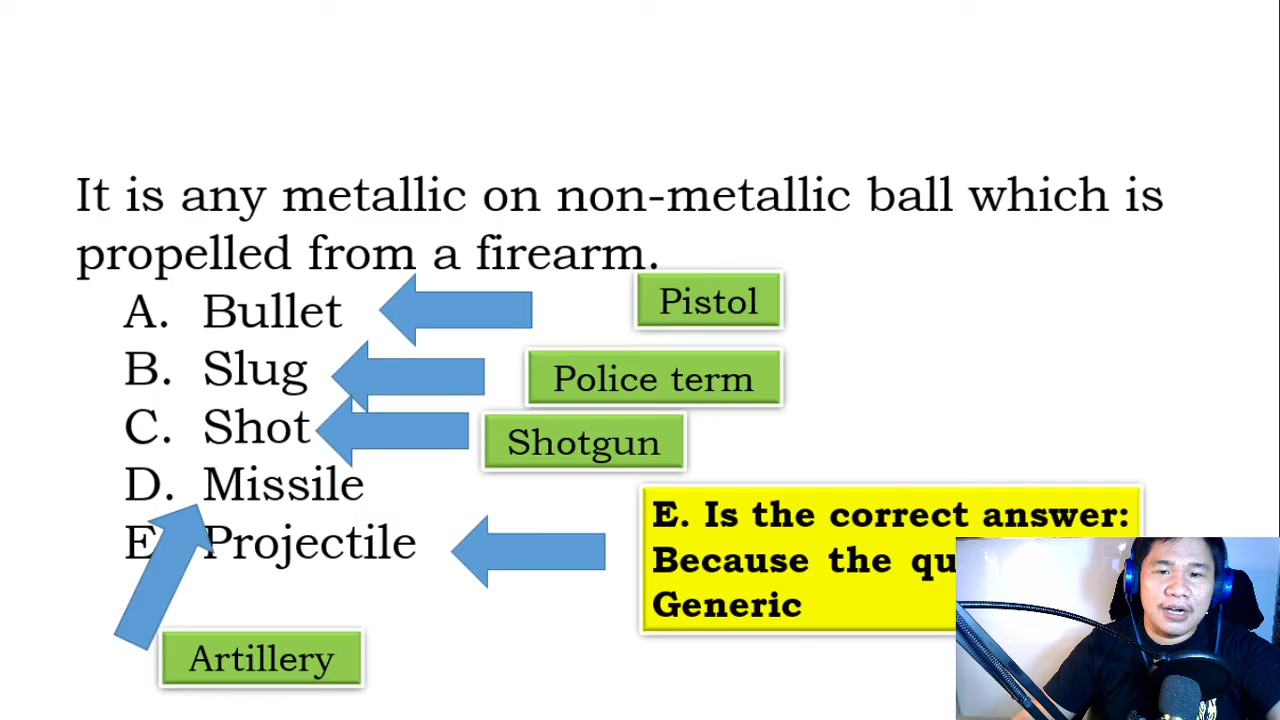 It is any metallic on non-metallic ball which is
propelled from a firearm.
A. Bullet
Pistol
B. Slug
Police term
C. Shot
Shotgun
D. Missile
E. Projectile
E. Is the correct answer:
Because the
Generic
Artillery